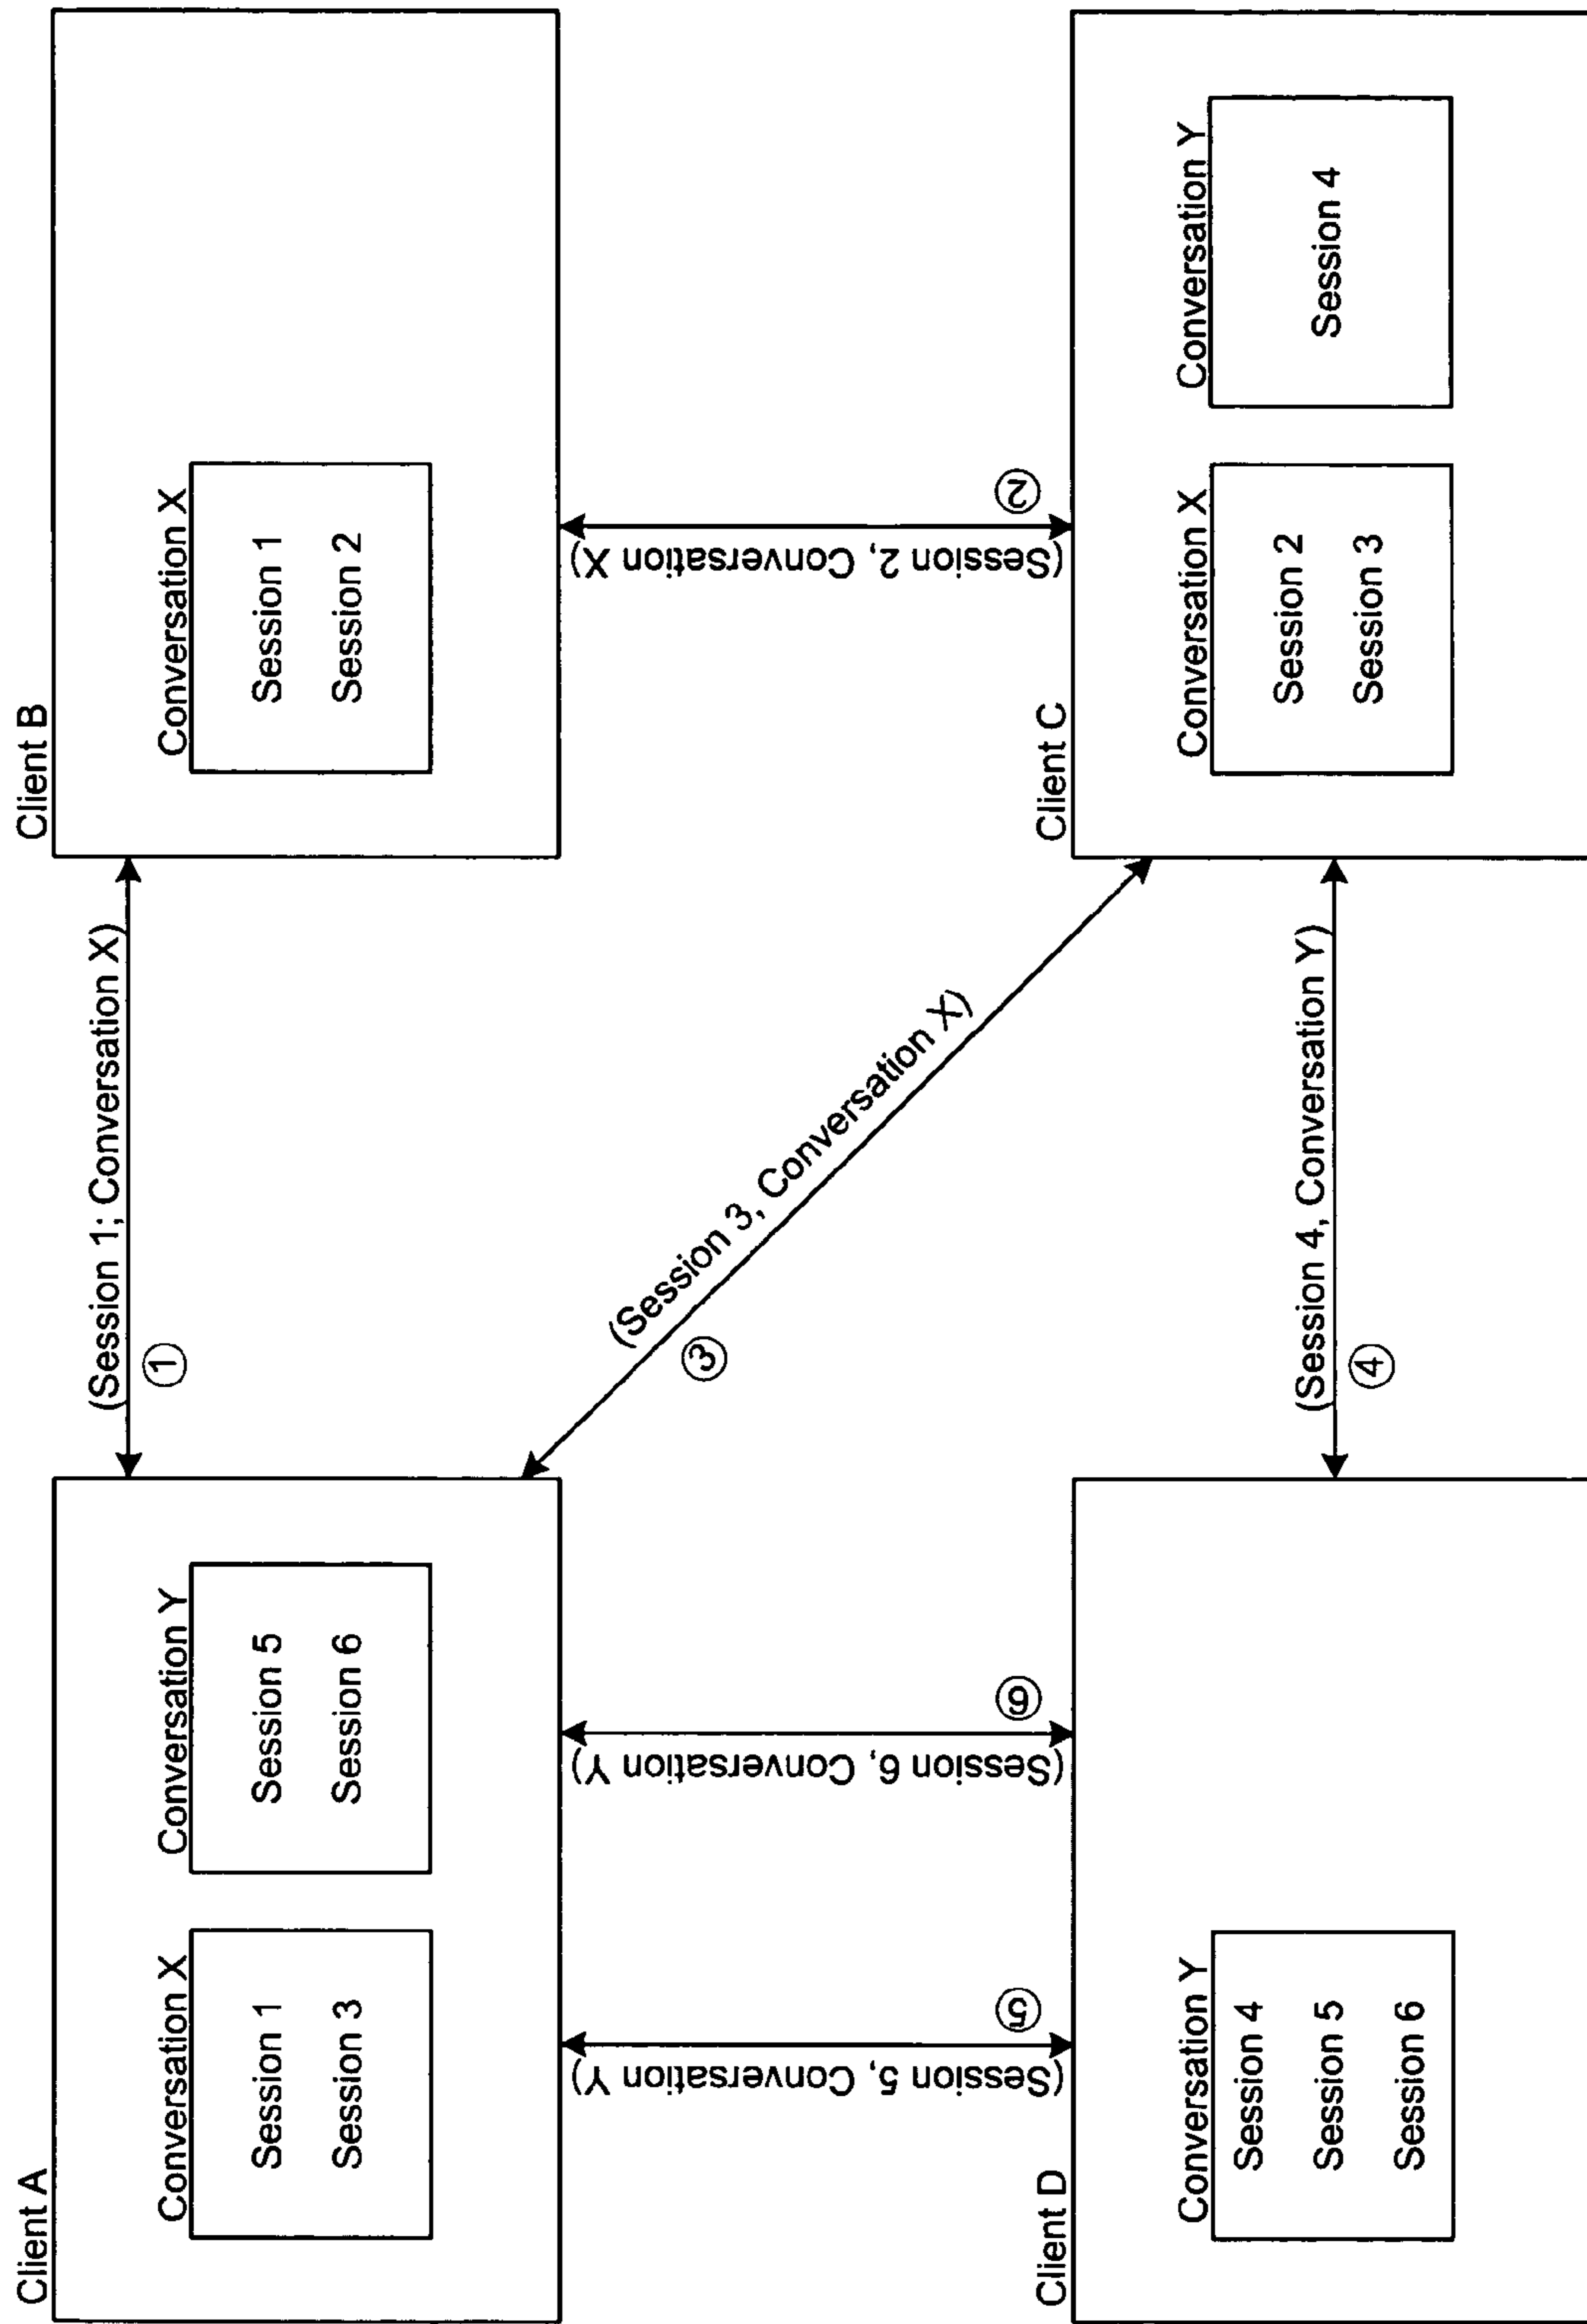 Client A
Conversation X
Session 1
Session 3
Conversation Y
Session 5
Session 6
(Session 1; Conversation X)
①
Client B
Conversation X
Session 1
Session 2
(Session 5, Conversation Y)
⑤
(Session 6, Conversation Y)
⑥
(Session 3, Conversation X)
③
(Session 2, Conversation X)
②
Client D
Conversation Y
Session 4
Session 5
Session 6
(Session 4, Conversation Y)
④
Client C
Conversation X
Session 2
Session 3
Conversation Y
Session 4